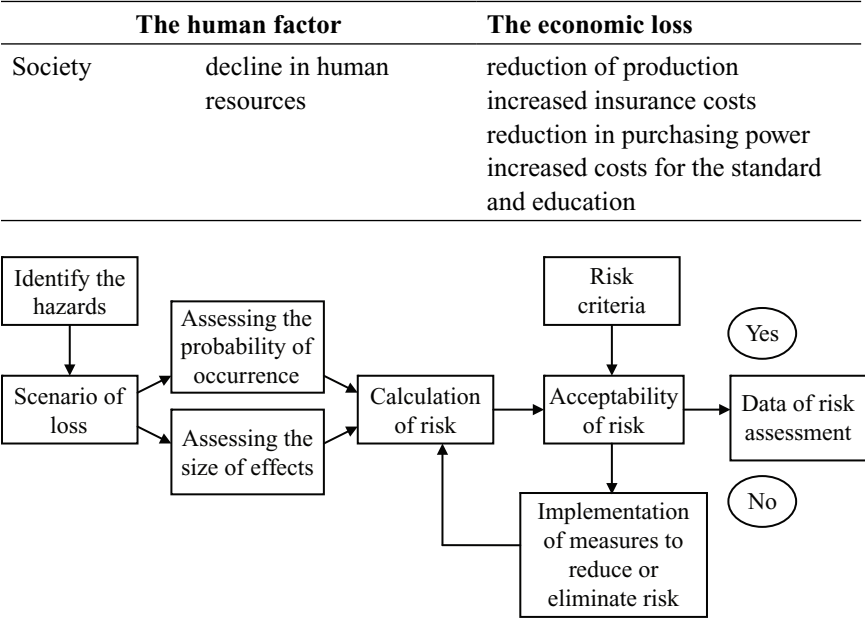 The human factor The economic loss
Society decline in human reduction of production
resources increased insurance costs
reduction in purchasing power
increased costs for the standard
and education
Identify the
hazards
Scenario of
loss
Assessing the
probability of
occurrence
Assessing the
size of effects
Calculation
of risk
Risk
criteria
Acceptability
of risk
Implementation
of measures to
reduce or
eliminate risk
Yes
Data of risk
assessment
No